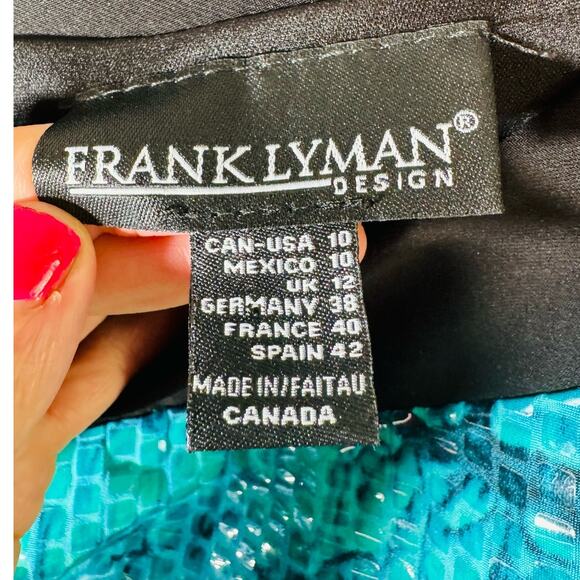 FRANK LYMAN®
DESIGN
CAN-USA 10
MEXICO 10
UK 12
GERMANY 38
FRANCE 40
SPAIN 42
MADE IN/FAIT AU
CANADA